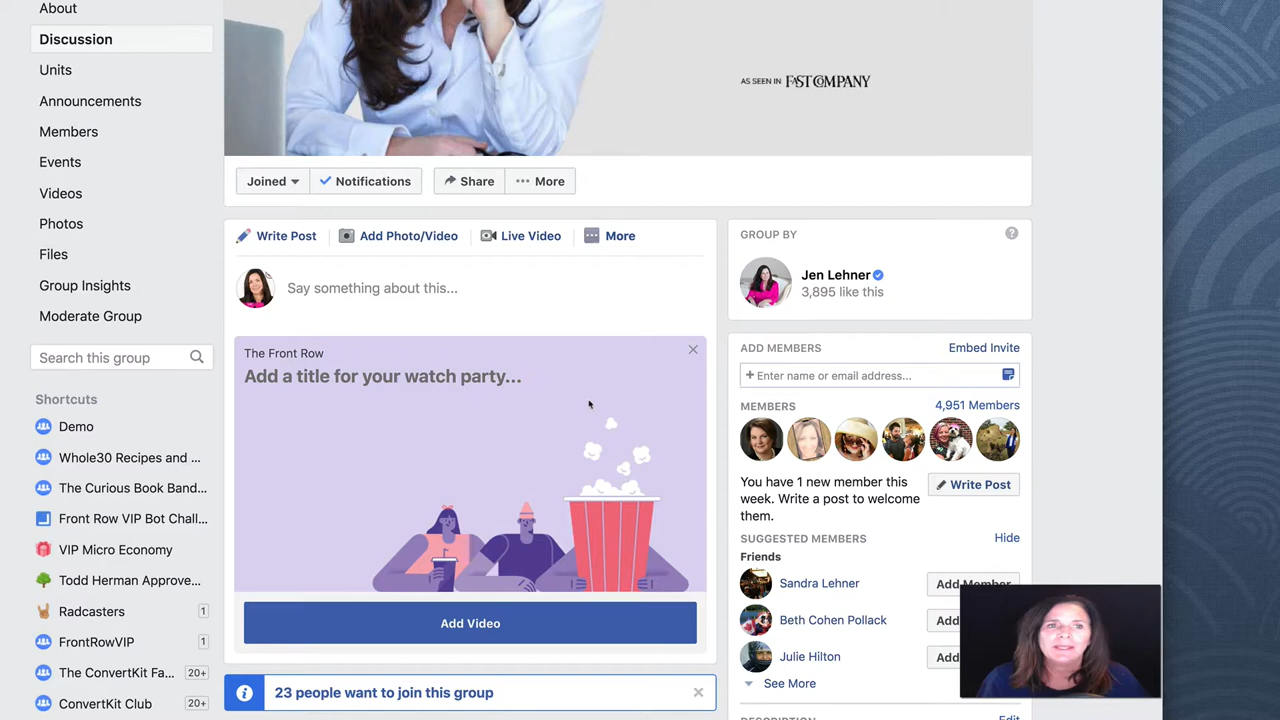 About
Discussion
Units
Announcements
Members
Events
Videos
Photos
Files
Group Insights
Moderate Group
Search this group
Shortcuts
Demo
Whole30 Recipes and ...
The Curious Book Band...
Front Row VIP Bot Chall...
VIP Micro Economy
Todd Herman Approve...
Radcasters 1
FrontRowVIP 1
The ConvertKit Fa... 20+
ConvertKit Club 20+
AS SEEN IN FAST COMPANY
Joined Notifications Share ··· More
Write Post Add Photo/Video Live Video More
Say something about this...
The Front Row
Add a title for your watch party...
Add Video
23 people want to join this group
GROUP BY
Jen Lehner
3,895 like this
ADD MEMBERS Embed Invite
+ Enter name or email address...
MEMBERS 4,951 Members
You have 1 new member this
week. Write a post to welcome
them.
Write Post
SUGGESTED MEMBERS Hide
Friends
Sandra Lehner Add Member
Beth Cohen Pollack Add
Julie Hilton Add
See More
DESCRIPTION Edit